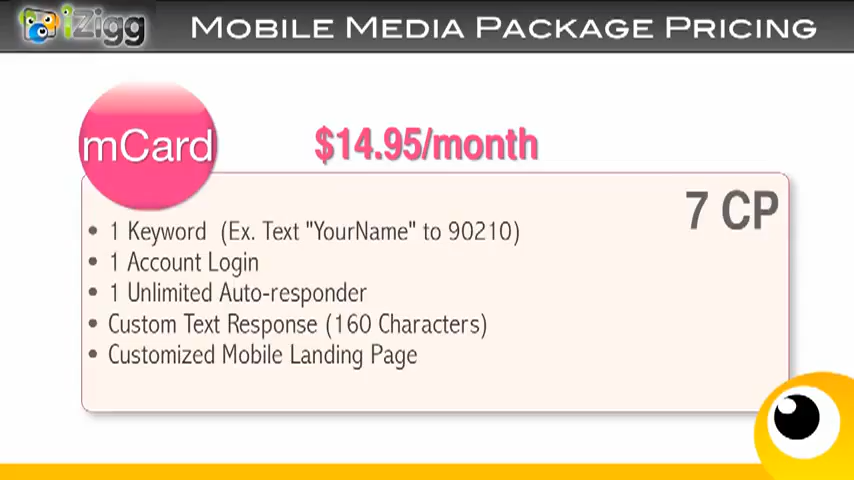 iZigg MOBILE MEDIA PACKAGE PRICING
mCard
$14.95/month
7 CP
• 1 Keyword (Ex. Text "YourName" to 90210)
• 1 Account Login
• 1 Unlimited Auto-responder
• Custom Text Response (160 Characters)
• Customized Mobile Landing Page